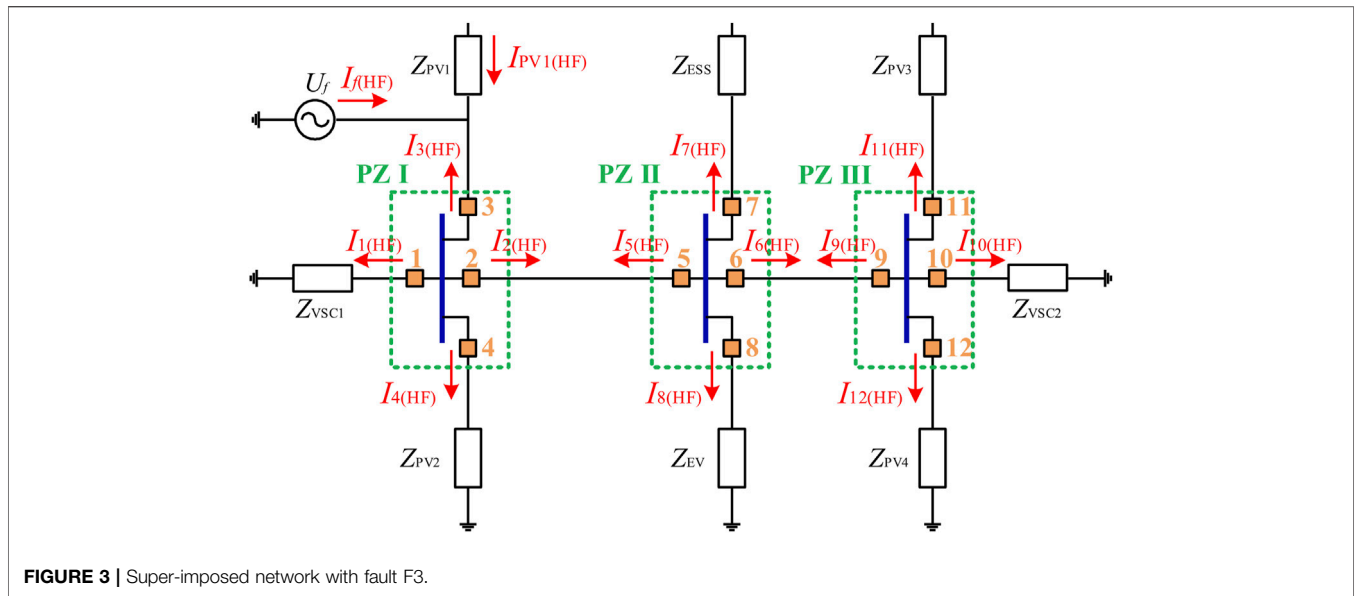 Z_PV1
I_PV1(HF)
Z_ESS
Z_PV3
U_f
I_f(HF)
I_3(HF)
I_7(HF)
I_11(HF)
PZ I
PZ II
PZ III
3
7
11
I_1(HF)
I_2(HF)
I_5(HF)
I_6(HF)
I_9(HF)
I_10(HF)
1
2
5
6
9
10
Z_VSC1
Z_VSC2
4
8
12
I_4(HF)
I_8(HF)
I_12(HF)
Z_PV2
Z_EV
Z_PV4
FIGURE 3 | Super-imposed network with fault F3.